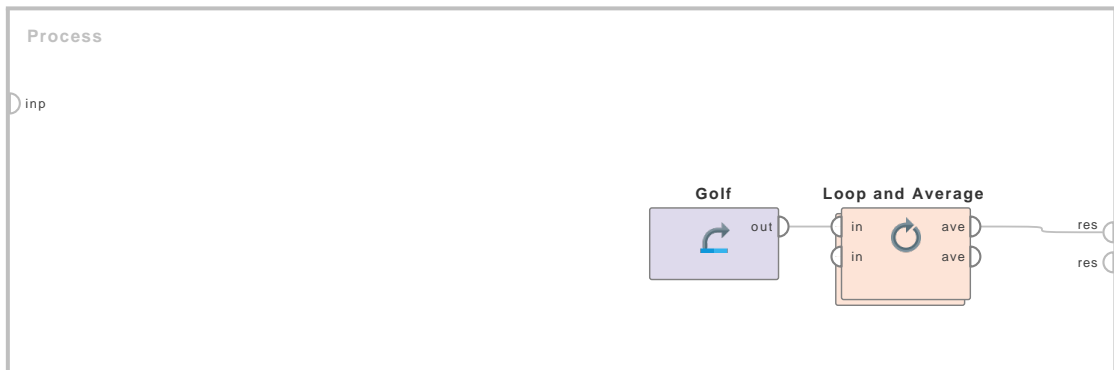 Process
inp
Golf
Loop and Average
out
in
ave
res
in
ave
res